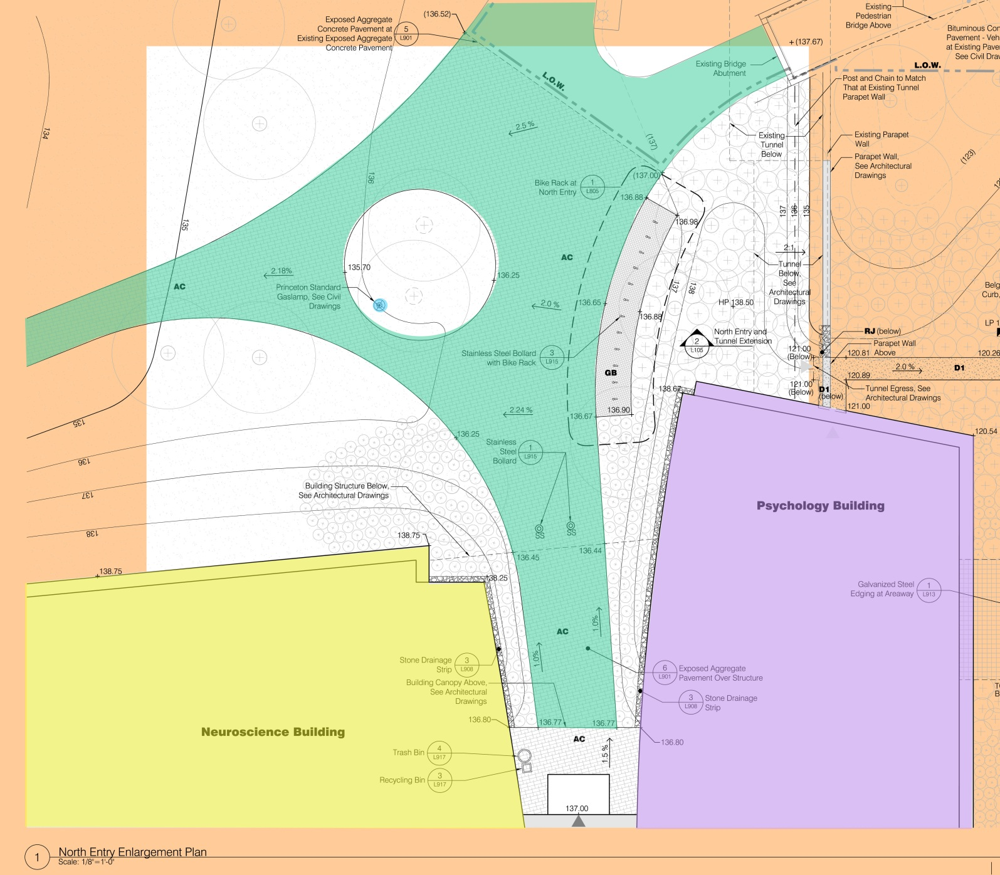 Exposed Aggregate
Concrete Pavement at
Existing Exposed Aggregate
Concrete Pavement
5
L901
(136.52)
L.O.W.
Existing
Pedestrian
Bridge Above
+ (137.67)
Pavement - Veh
See Civil Draw
Existing Bridge
Abutment
L.O.W.
Post and Chain to Match
That at Existing Tunnel
Parapet Wall
134
2.5 %
(137)
Existing
Tunnel
Below
Existing Parapet
Wall
Parapet Wall,
See Architectural
Drawings
(123)
136
Bike Rack at
North Entry
1
L805
(137.00)
136.88
136.98
135
137
136
135
2:1
AC
135.70
136.25
2.18%
AC
Princeton Standard
Gaslamp, See Civil
Drawings
2.0 %
136.65
136.88
137
138
HP 138.50
Tunnel
Below,
See
Architectural
Drawings
North Entry and
Tunnel Extension
2
L105
RJ (below)
Parapet Wall
Above
LP 1
Stainless Steel Bollard
with Bike Rack
3
L915
GB
121.00
(Below)
120.81
120.26
2.0 %
D1
120.89
121.00
(Below)
D1
(below)
Tunnel Egress, See
Architectural Drawings
121.00
138.67
2.24 %
136.67
136.90
135
136.25
120.54
Stainless
Steel
Bollard
1
L915
136
137
138
Building Structure Below,
See Architectural Drawings
Psychology Building
SS
SS
138.75
136.45
136.44
138.75
138.25
Galvanized Steel
Edging at Areaway
1
L913
AC
1.0%
1.0%
Stone Drainage
Strip
3
L908
6
L901
Exposed Aggregate
Pavement Over Structure
Building Canopy Above,
See Architectural
Drawings
3
L908
Stone Drainage
Strip
136.80
136.77
136.77
Neuroscience Building
AC
136.80
1.5 %
Trash Bin
4
L917
Recycling Bin
3
L917
137.00
1
North Entry Enlargement Plan
Scale: 1/8"=1'-0"